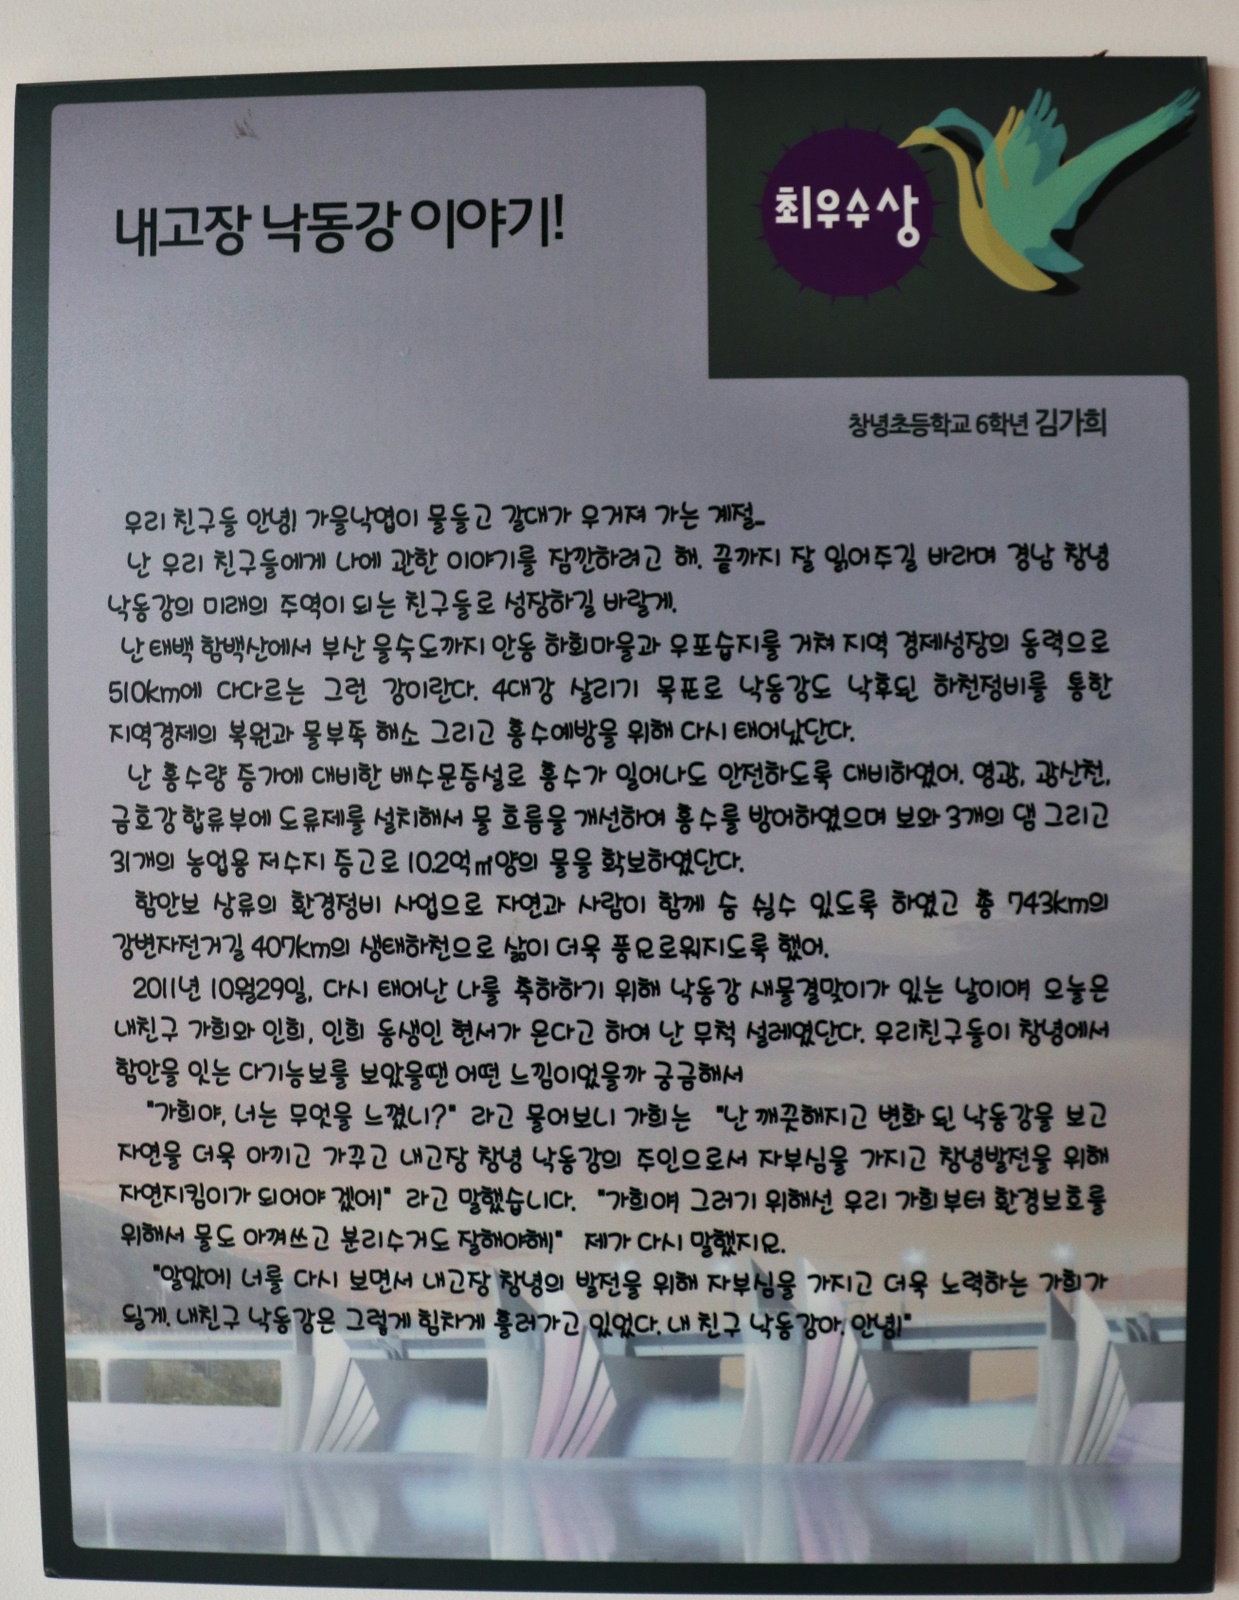 최우수상
내고장 낙동강 이야기!
창녕초등학교 6학년 김가희
우리 친구들 안녕! 가을낙엽이 물들고 갈대가 우거져 가는 계절...
난 우리 친구들에게 나에 관한 이야기를 잠깐하려고 해. 끝까지 잘 읽어주길 바라며 경남 창녕
낙동강의 미래의 주역이 되는 친구들로 성장하길 바랄게.
난 태백 함백산에서 부산 을숙도까지 안동 하회마을과 우포습지를 거쳐 지역 경제성장의 동력으로
510km에 다다르는 그런 강이란다. 4대강 살리기 목표로 낙동강도 낙후된 하천정비를 통한
지역경제의 복원과 물부족 해소 그리고 홍수예방을 위해 다시 태어났단다.
난 홍수량 증가에 대비한 배수문증설로 홍수가 일어나도 안전하도록 대비하였어. 영광, 광산천,
금호강 합류부에 도류제를 설치해서 물 흐름을 개선하여 홍수를 방어하였으며 보와 3개의 댐 그리고
31개의 농업용 저수지 증고로 10.2억㎥양의 물을 확보하였단다.
함안보 상류의 환경정비 사업으로 자연과 사람이 함께 숨 쉴수 있도록 하였고 총 743km의
강변자전거길 407km의 생태하천으로 삶이 더욱 풍요로워지도록 했어.
2011년 10월29일, 다시 태어난 나를 축하하기 위해 낙동강 새물결맞이가 있는 날이야 오늘은
내친구 가희와 인희, 인희 동생인 현서가 온다고 하여 난 무척 설레였단다. 우리친구들이 창녕에서
함안을 잇는 다기능보를 보았을땐 어떤 느낌이었을까 궁금해서
"가희야, 너는 무엇을 느꼈니?" 라고 물어보니 가희는 "난 깨끗해지고 변화 된 낙동강을 보고
자연을 더욱 아끼고 가꾸고 내고장 창녕 낙동강의 주인으로서 자부심을 가지고 창녕발전을 위해
자연지킴이가 되어야 겠어!" 라고 말했습니다. "가희야 그러기 위해선 우리 가희부터 환경보호를
위해서 물도 아껴쓰고 분리수거도 잘해야해!" 제가 다시 말했지요.
"알았어! 너를 다시 보면서 내고장 창녕의 발전을 위해 자부심을 가지고 더욱 노력하는 가희가
될게. 내친구 낙동강은 그렇게 힘차게 흘러가고 있었다. 내 친구 낙동강아. 안녕!"